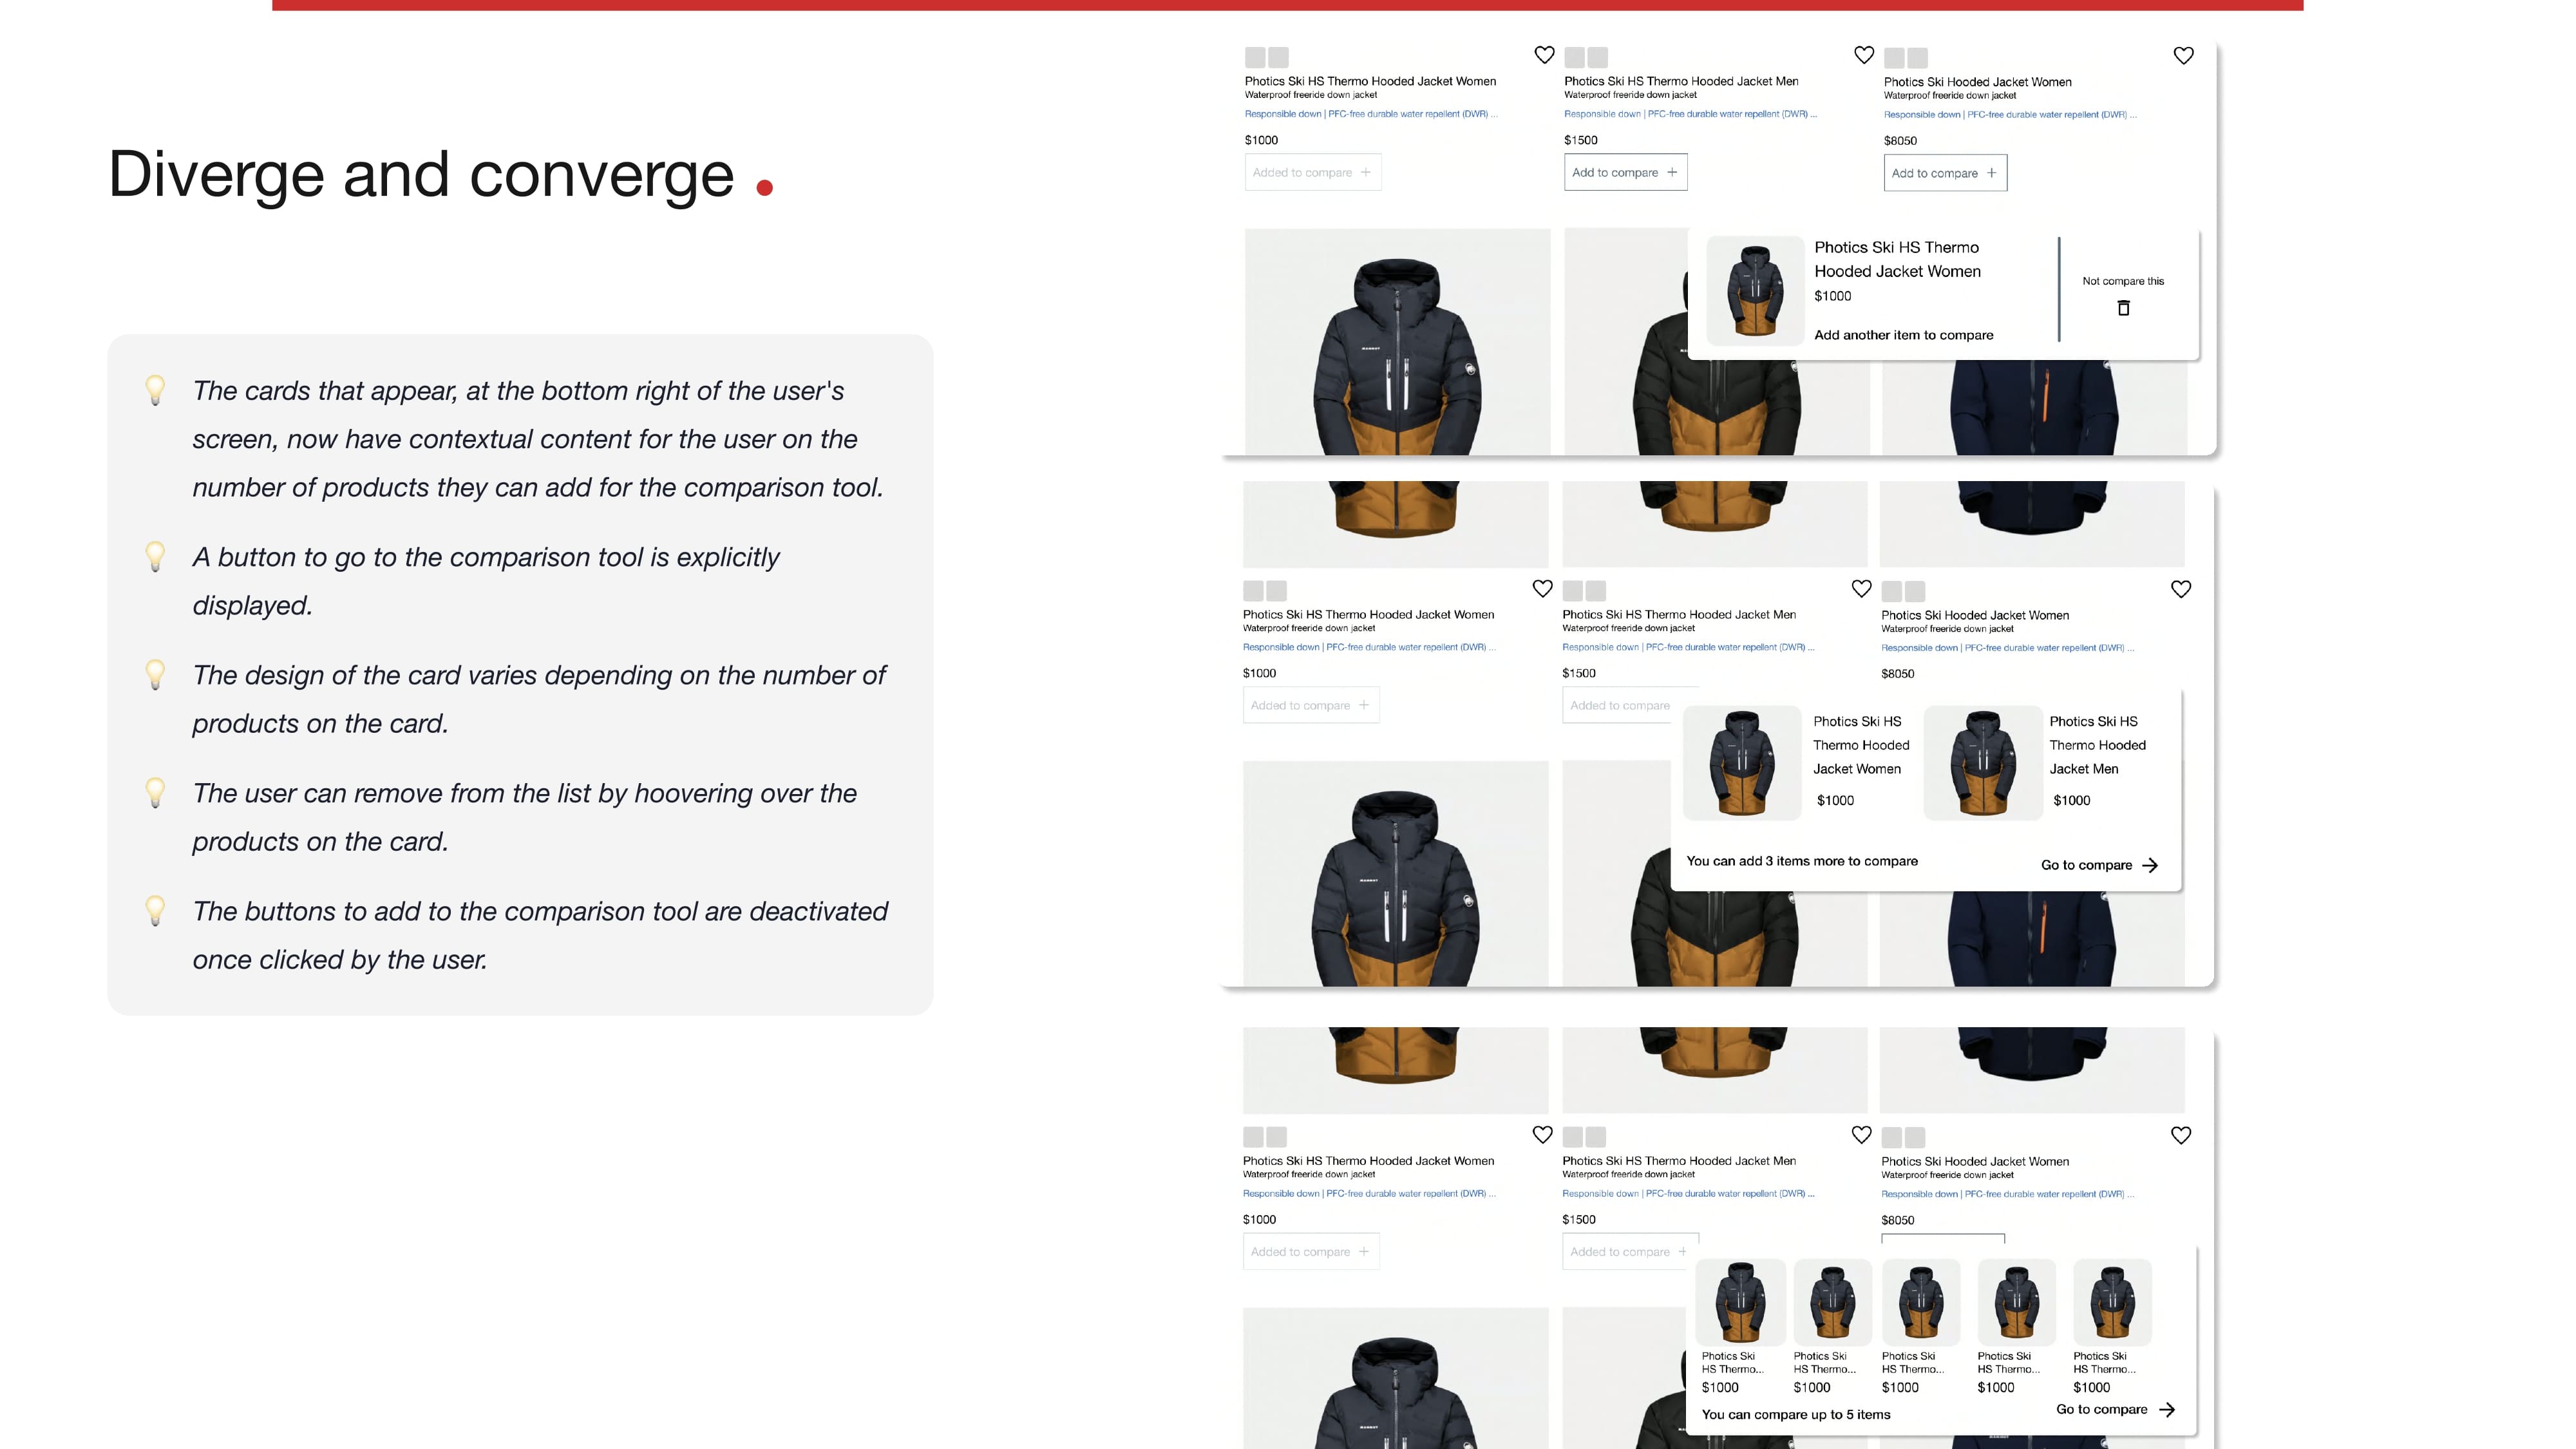 Diverge and converge .
The cards that appear, at the bottom right of the user's
screen, now have contextual content for the user on the
number of products they can add for the comparison tool.
A button to go to the comparison tool is explicitly
displayed.
The design of the card varies depending on the number of
products on the card.
The user can remove from the list by hoovering over the
products on the card.
The buttons to add to the comparison tool are deactivated
once clicked by the user.
Photics Ski HS Thermo Hooded Jacket Women
Waterproof freeride down jacket
Responsible down | PFC-free durable water repellent (DWR) ...
$1000
Added to compare +
Photics Ski HS Thermo Hooded Jacket Men
Waterproof freeride down jacket
Responsible down | PFC-free durable water repellent (DWR) ...
$1500
Add to compare +
Photics Ski Hooded Jacket Women
Waterproof freeride down jacket
Responsible down | PFC-free durable water repellent (DWR) ...
$8050
Add to compare +
MAMMUT
Photics Ski HS Thermo
Hooded Jacket Women
$1000
Add another item to compare
Not compare this
Photics Ski HS Thermo Hooded Jacket Women
Waterproof freeride down jacket
Responsible down | PFC-free durable water repellent (DWR) ...
$1000
Added to compare +
Photics Ski HS Thermo Hooded Jacket Men
Waterproof freeride down jacket
Responsible down | PFC-free durable water repellent (DWR) ...
$1500
Added to compare
Photics Ski Hooded Jacket Women
Waterproof freeride down jacket
Responsible down | PFC-free durable water repellent (DWR) ...
$8050
Photics Ski HS
Thermo Hooded
Jacket Women
$1000
Photics Ski HS
Thermo Hooded
Jacket Men
$1000
You can add 3 items more to compare
Go to compare →
MAMMUT
Photics Ski HS Thermo Hooded Jacket Women
Waterproof freeride down jacket
Responsible down | PFC-free durable water repellent (DWR) ...
$1000
Added to compare +
Photics Ski HS Thermo Hooded Jacket Men
Waterproof freeride down jacket
Responsible down | PFC-free durable water repellent (DWR) ...
$1500
Added to compare +
Photics Ski Hooded Jacket Women
Waterproof freeride down jacket
Responsible down | PFC-free durable water repellent (DWR) ...
$8050
Photics Ski
HS Thermo...
$1000
Photics Ski
HS Thermo...
$1000
Photics Ski
HS Thermo...
$1000
Photics Ski
HS Thermo...
$1000
Photics Ski
HS Thermo...
$1000
You can compare up to 5 items
Go to compare →
MAMMUT